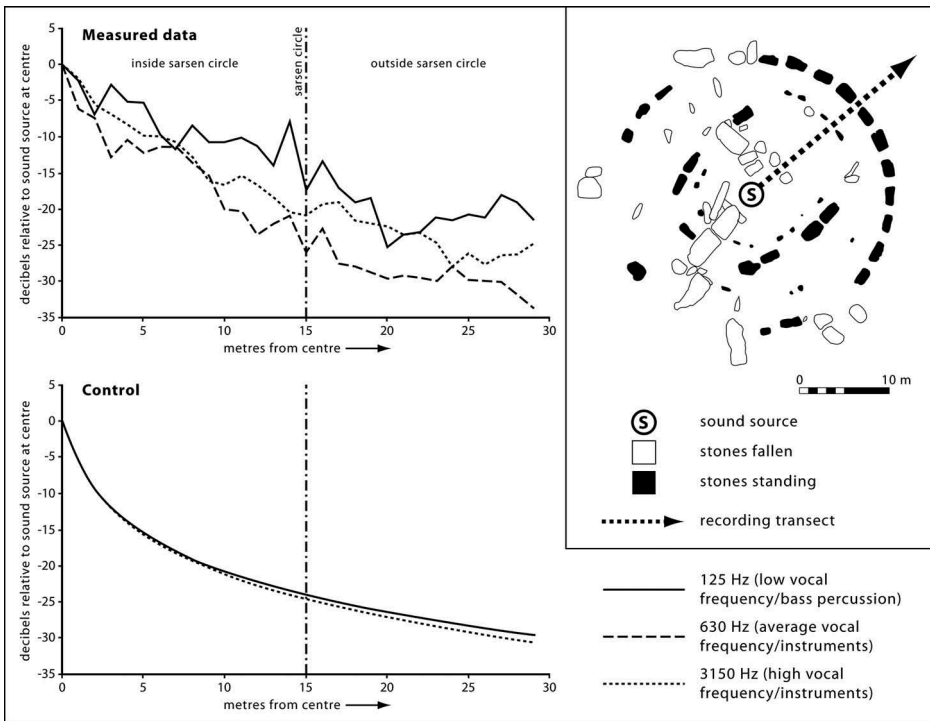 Measured data
inside sarsen circle
sarsen circle
outside sarsen circle
5
0
-5
-10
-15
-20
-25
-30
-35
decibels relative to sound source at centre
0 5 10 15 20 25 30
metres from centre
Control
5
0
-5
-10
-15
-20
-25
-30
-35
decibels relative to sound source at centre
0 5 10 15 20 25 30
metres from centre
S
0 10 m
S sound source
stones fallen
stones standing
recording transect
125 Hz (low vocal
frequency/bass percussion)
630 Hz (average vocal
frequency/instruments)
3150 Hz (high vocal
frequency/instruments)